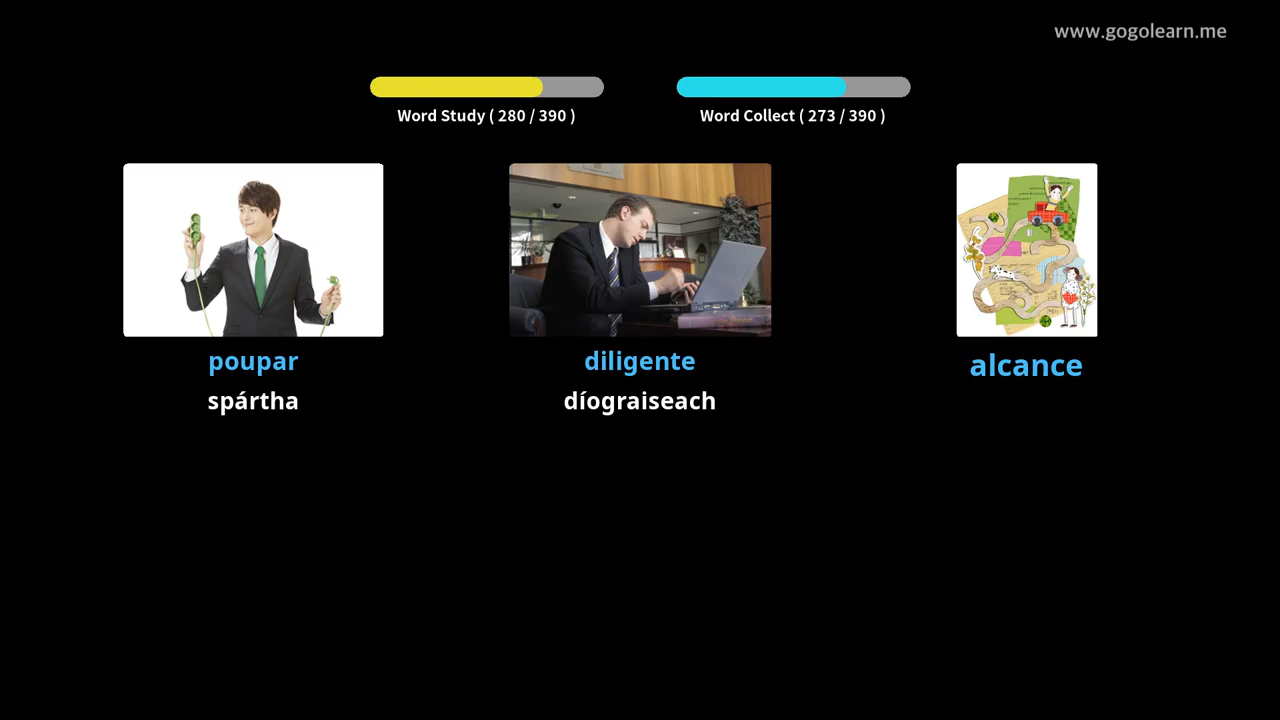 www.gogolearn.me
Word Study ( 280 / 390 )
Word Collect ( 273 / 390 )
poupar
spártha
diligente
díograiseach
alcance